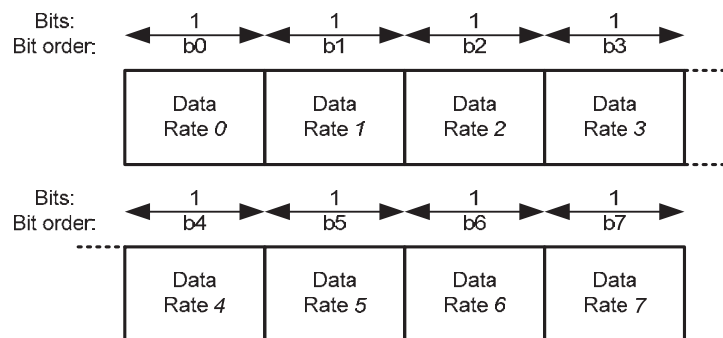 Bits: 1 1 1 1
Bit order: b0 b1 b2 b3
Data Data Data Data
Rate 0 Rate 1 Rate 2 Rate 3
Bits: 1 1 1 1
Bit order: b4 b5 b6 b7
Data Data Data Data
Rate 4 Rate 5 Rate 6 Rate 7